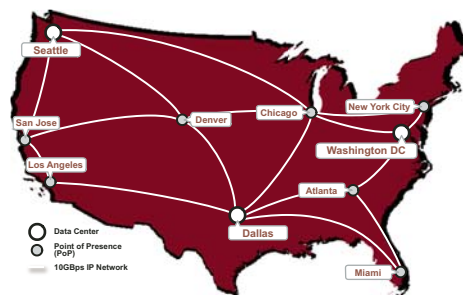 Seattle
New York City
Denver
Chicago
San Jose
Washington DC
Los Angeles
Atlanta
Dallas
Data Center
Point of Presence
(PoP)
10GBps IP Network
Miami